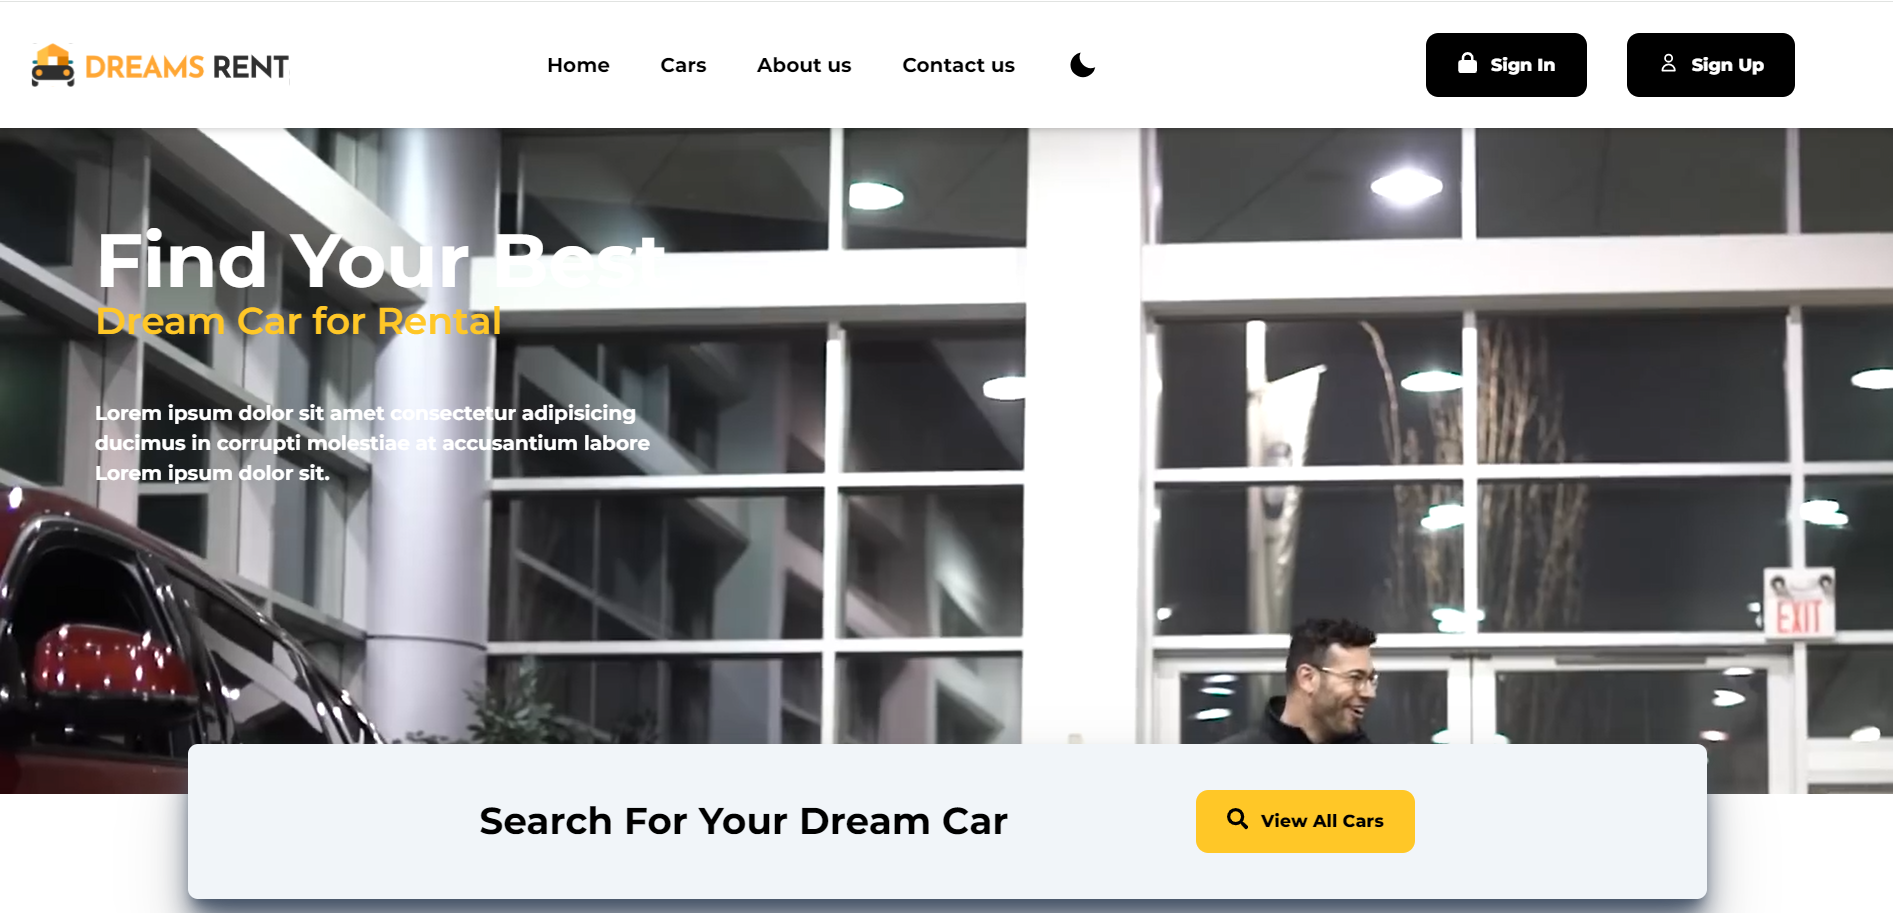 DREAMS RENT
Home
Cars
About us
Contact us
Sign In
Sign Up
Find Your Best
Dream Car for Rental
Lorem ipsum dolor sit amet consectetur adipisicing
ducimus in corrupti molestiae at accusantium labore
Lorem ipsum dolor sit.
EXIT
Search For Your Dream Car
View All Cars